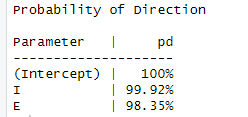 Probability of Direction
Parameter | pd
---------------------
(Intercept) | 100%
I | 99.92%
E | 98.35%